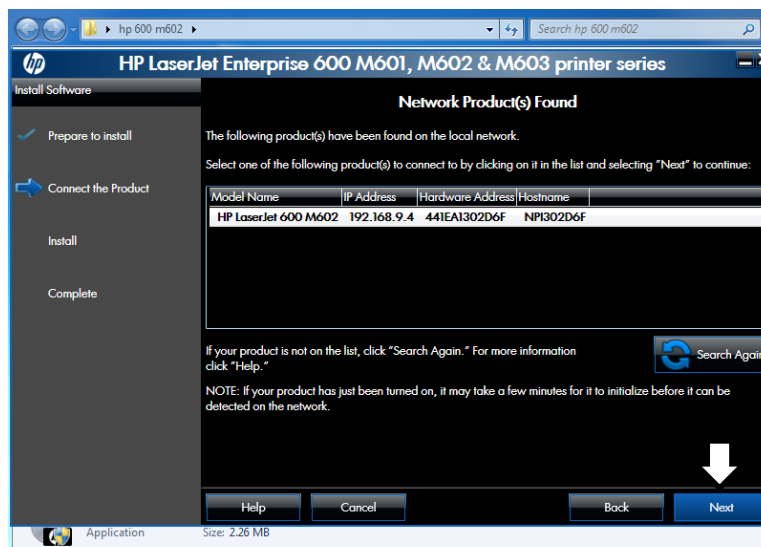 hp 600 m602
Search hp 600 m602
hp
HP LaserJet Enterprise 600 M601, M602 & M603 printer series
Install Software
Network Product(s) Found
Prepare to install
The following product(s) have been found on the local network.
Select one of the following product(s) to connect to by clicking on it in the list and selecting "Next" to continue:
Connect the Product
Model Name IP Address Hardware Address Hostname
HP LaserJet 600 M602 192.168.9.4 441EA1302D6F NPI302D6F
Install
Complete
If your product is not on the list, click "Search Again." For more information
click "Help."
Search Again
NOTE: If your product has just been turned on, it may take a few minutes for it to initialize before it can be
detected on the network.
Help Cancel Back Next
Application Size: 2.26 MB